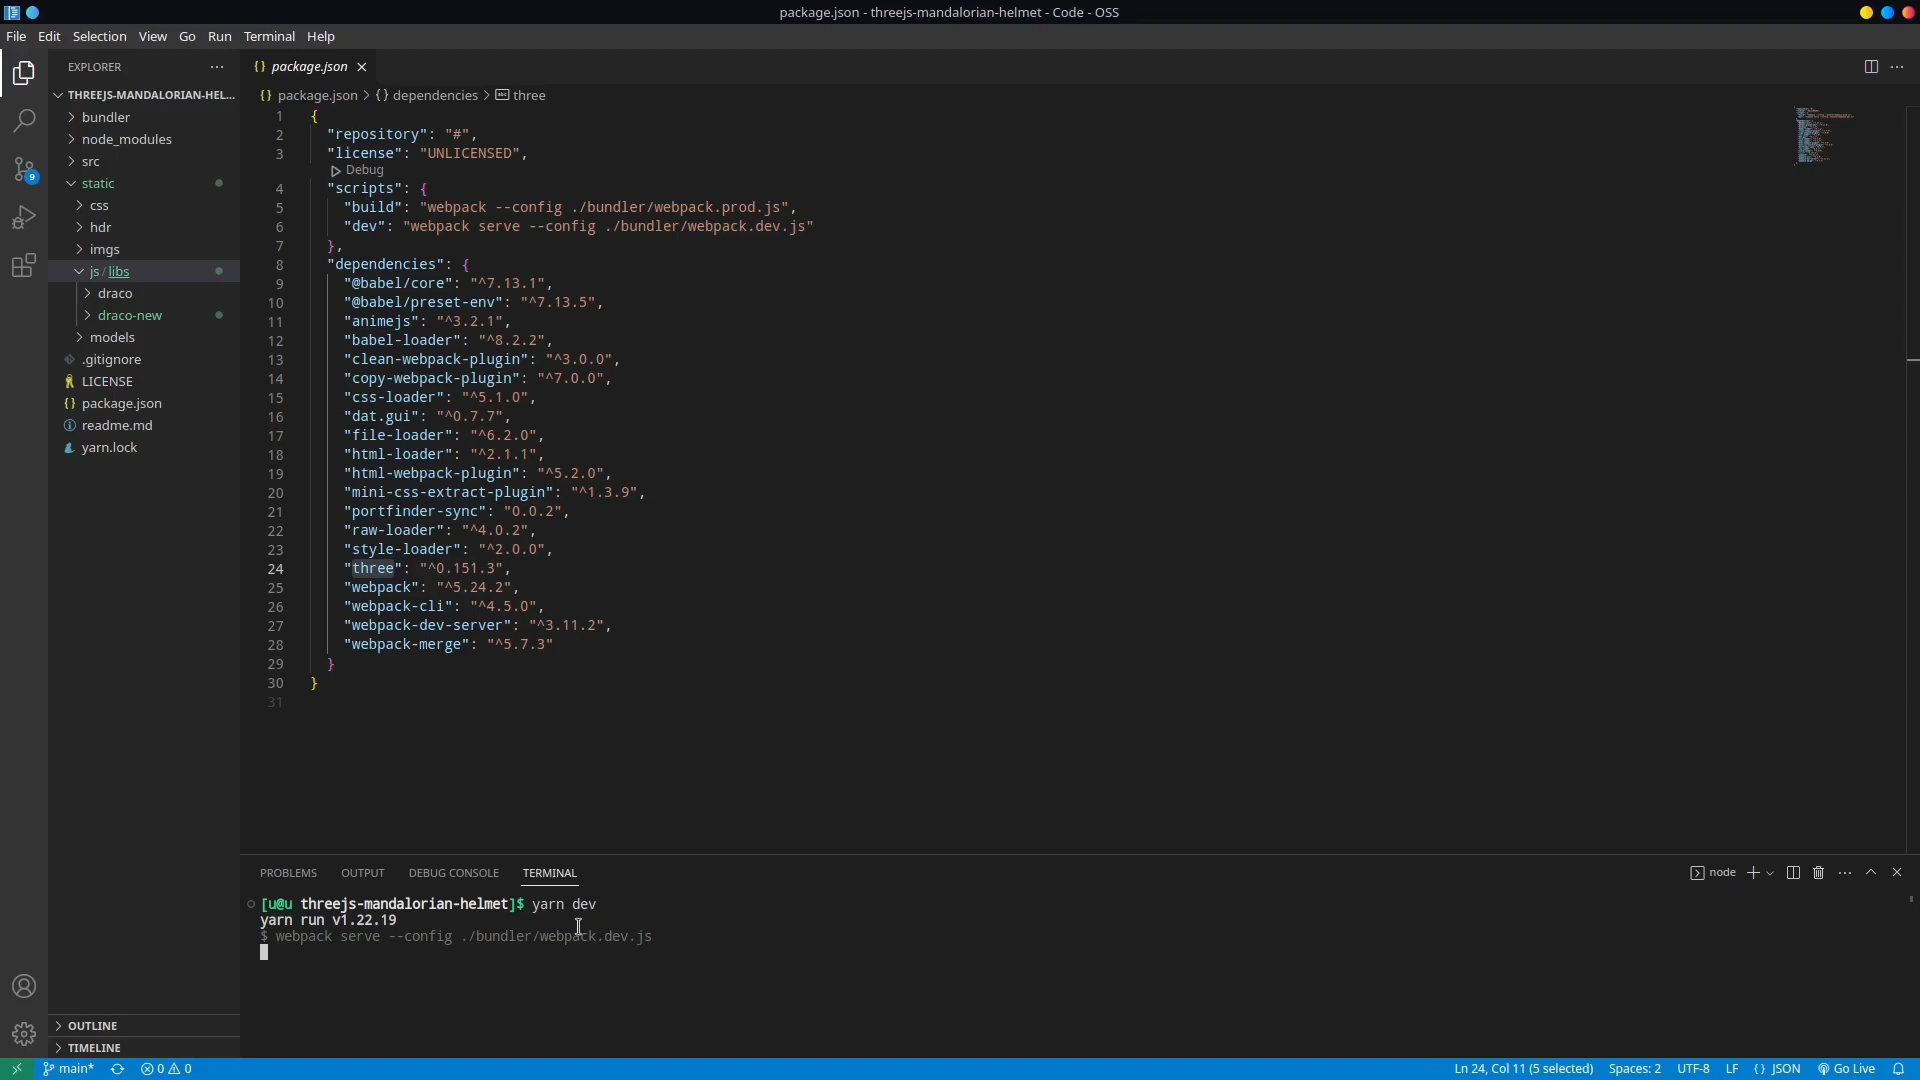 package.json - threejs-mandalorian-helmet - Code - OSS
File Edit Selection View Go Run Terminal Help
EXPLORER
THREEJS-MANDALORIAN-HEL...
bundler
node_modules
src
static
css
hdr
imgs
js/libs
draco
draco-new
models
.gitignore
LICENSE
package.json
readme.md
yarn.lock
OUTLINE
TIMELINE
9
package.json
package.json > {} dependencies > three
1 {
2 "repository": "#",
3 "license": "UNLICENSED",
Debug
4 "scripts": {
5 "build": "webpack --config ./bundler/webpack.prod.js",
6 "dev": "webpack serve --config ./bundler/webpack.dev.js"
7 },
8 "dependencies": {
9 "@babel/core": "^7.13.1",
10 "@babel/preset-env": "^7.13.5",
11 "animejs": "^3.2.1",
12 "babel-loader": "^8.2.2",
13 "clean-webpack-plugin": "^3.0.0",
14 "copy-webpack-plugin": "^7.0.0",
15 "css-loader": "^5.1.0",
16 "dat.gui": "^0.7.7",
17 "file-loader": "^6.2.0",
18 "html-loader": "^2.1.1",
19 "html-webpack-plugin": "^5.2.0",
20 "mini-css-extract-plugin": "^1.3.9",
21 "portfinder-sync": "0.0.2",
22 "raw-loader": "^4.0.2",
23 "style-loader": "^2.0.0",
24 "three": "^0.151.3",
25 "webpack": "^5.24.2",
26 "webpack-cli": "^4.5.0",
27 "webpack-dev-server": "^3.11.2",
28 "webpack-merge": "^5.7.3"
29 }
30 }
31
PROBLEMS OUTPUT DEBUG CONSOLE TERMINAL
node
[u@u threejs-mandalorian-helmet]$ yarn dev
yarn run v1.22.19
$ webpack serve --config ./bundler/webpack.dev.js
main* 0 0 Ln 24, Col 11 (5 selected) Spaces: 2 UTF-8 LF {} JSON Go Live